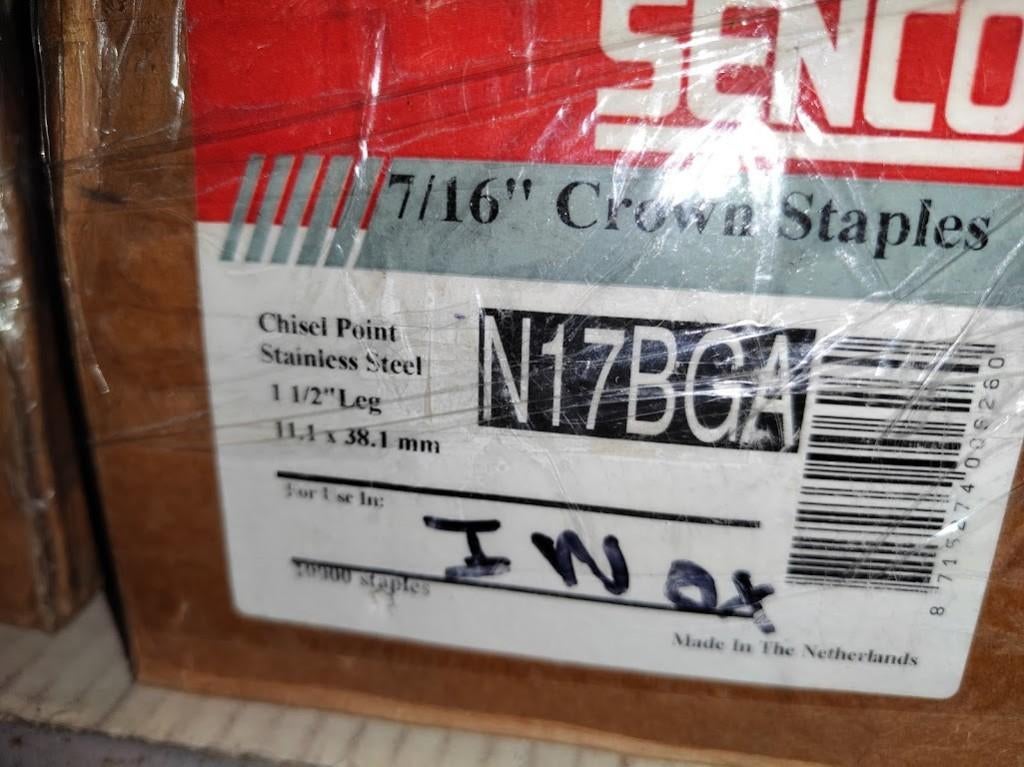 SENCO
7/16" Crown Staples
Chisel Point
Stainless Steel
1 1/2" Leg
11.1 x 38.1 mm
N17BGA
For Use In:
INOX
staples
Made In The Netherlands